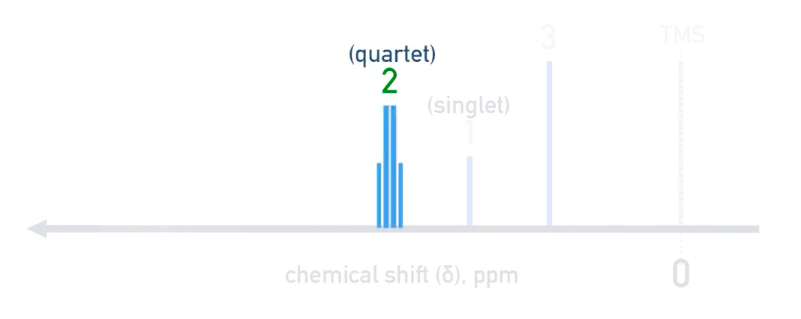 3
TMS
(quartet)
2
(singlet)
1
chemical shift (δ), ppm
0